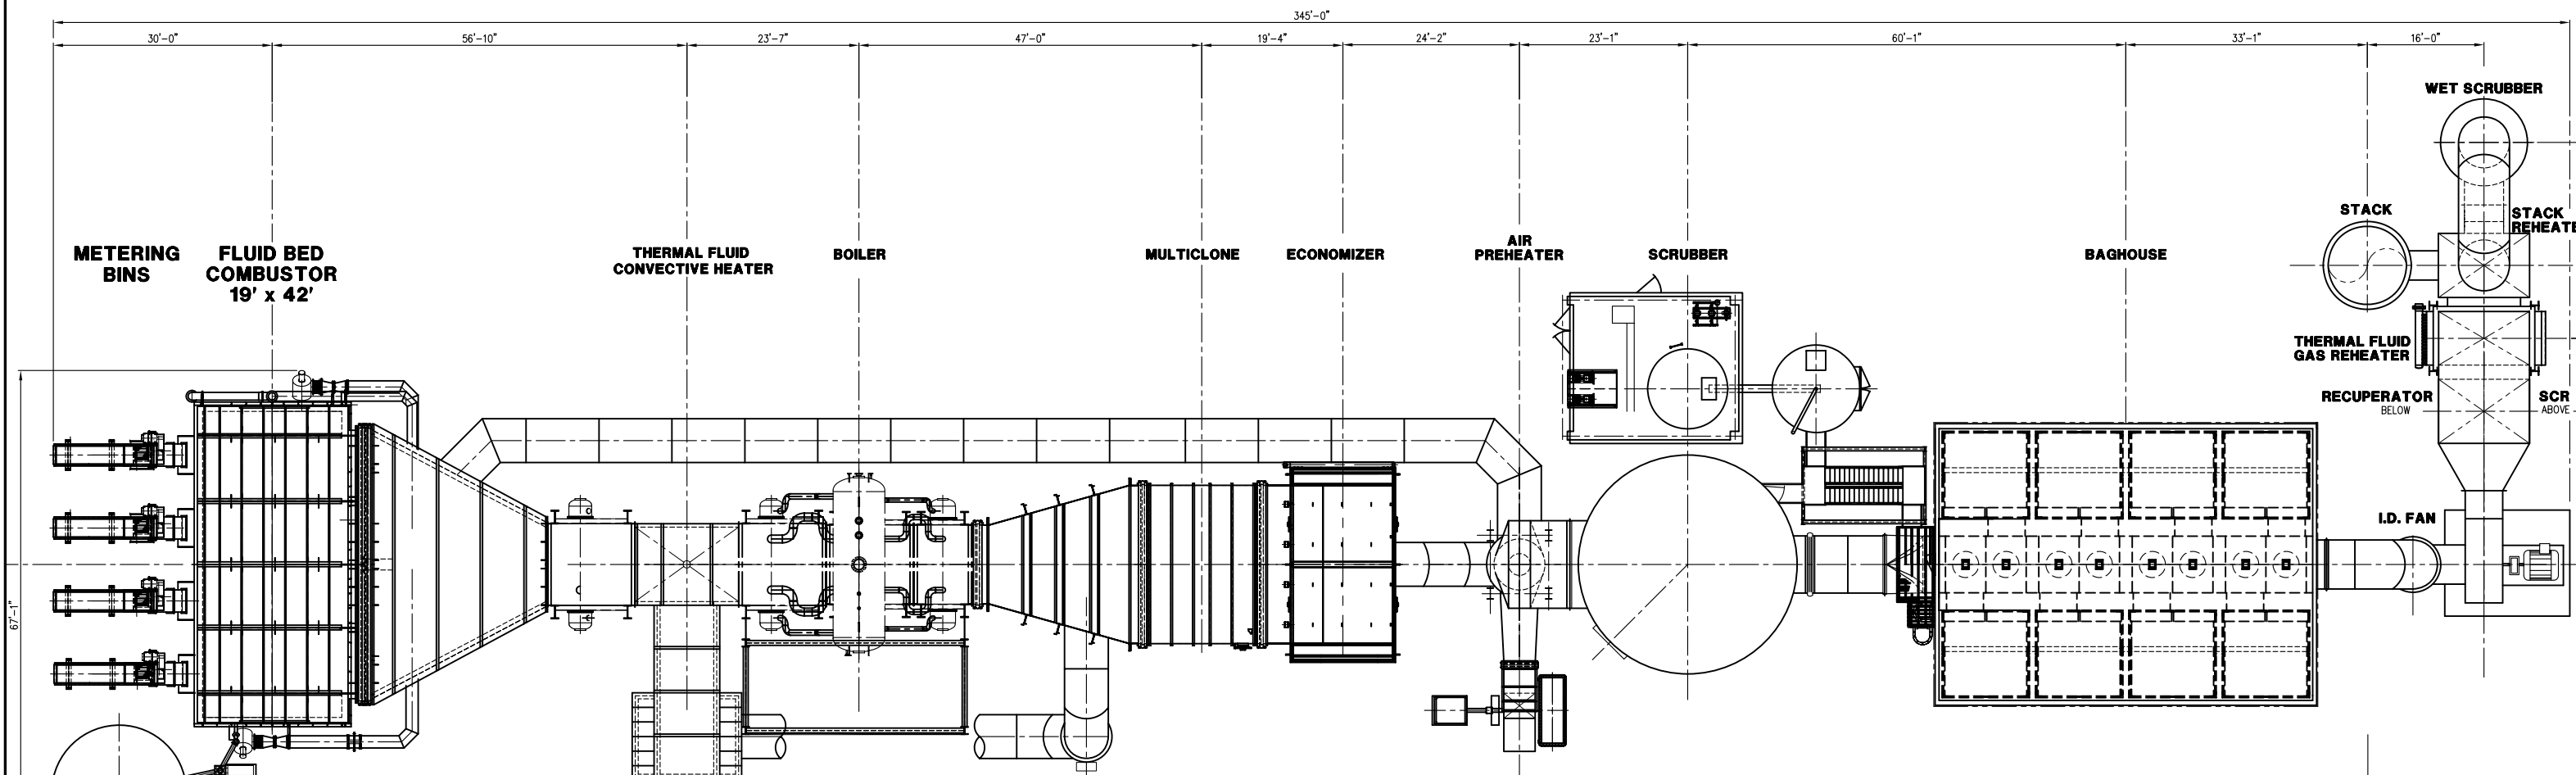 345'-0"
30'-0"
56'-10"
23'-7"
47'-0"
19'-4"
24'-2"
23'-1"
60'-1"
33'-1"
16'-0"
WET SCRUBBER
STACK
STACK
REHEATE
METERING
BINS
FLUID BED
COMBUSTOR
19' x 42'
THERMAL FLUID
CONVECTIVE HEATER
BOILER
MULTICLONE
ECONOMIZER
AIR
PREHEATER
SCRUBBER
BAGHOUSE
THERMAL FLUID
GAS REHEATER
RECUPERATOR
BELOW
SCR
ABOVE
I.D. FAN
67'-1"